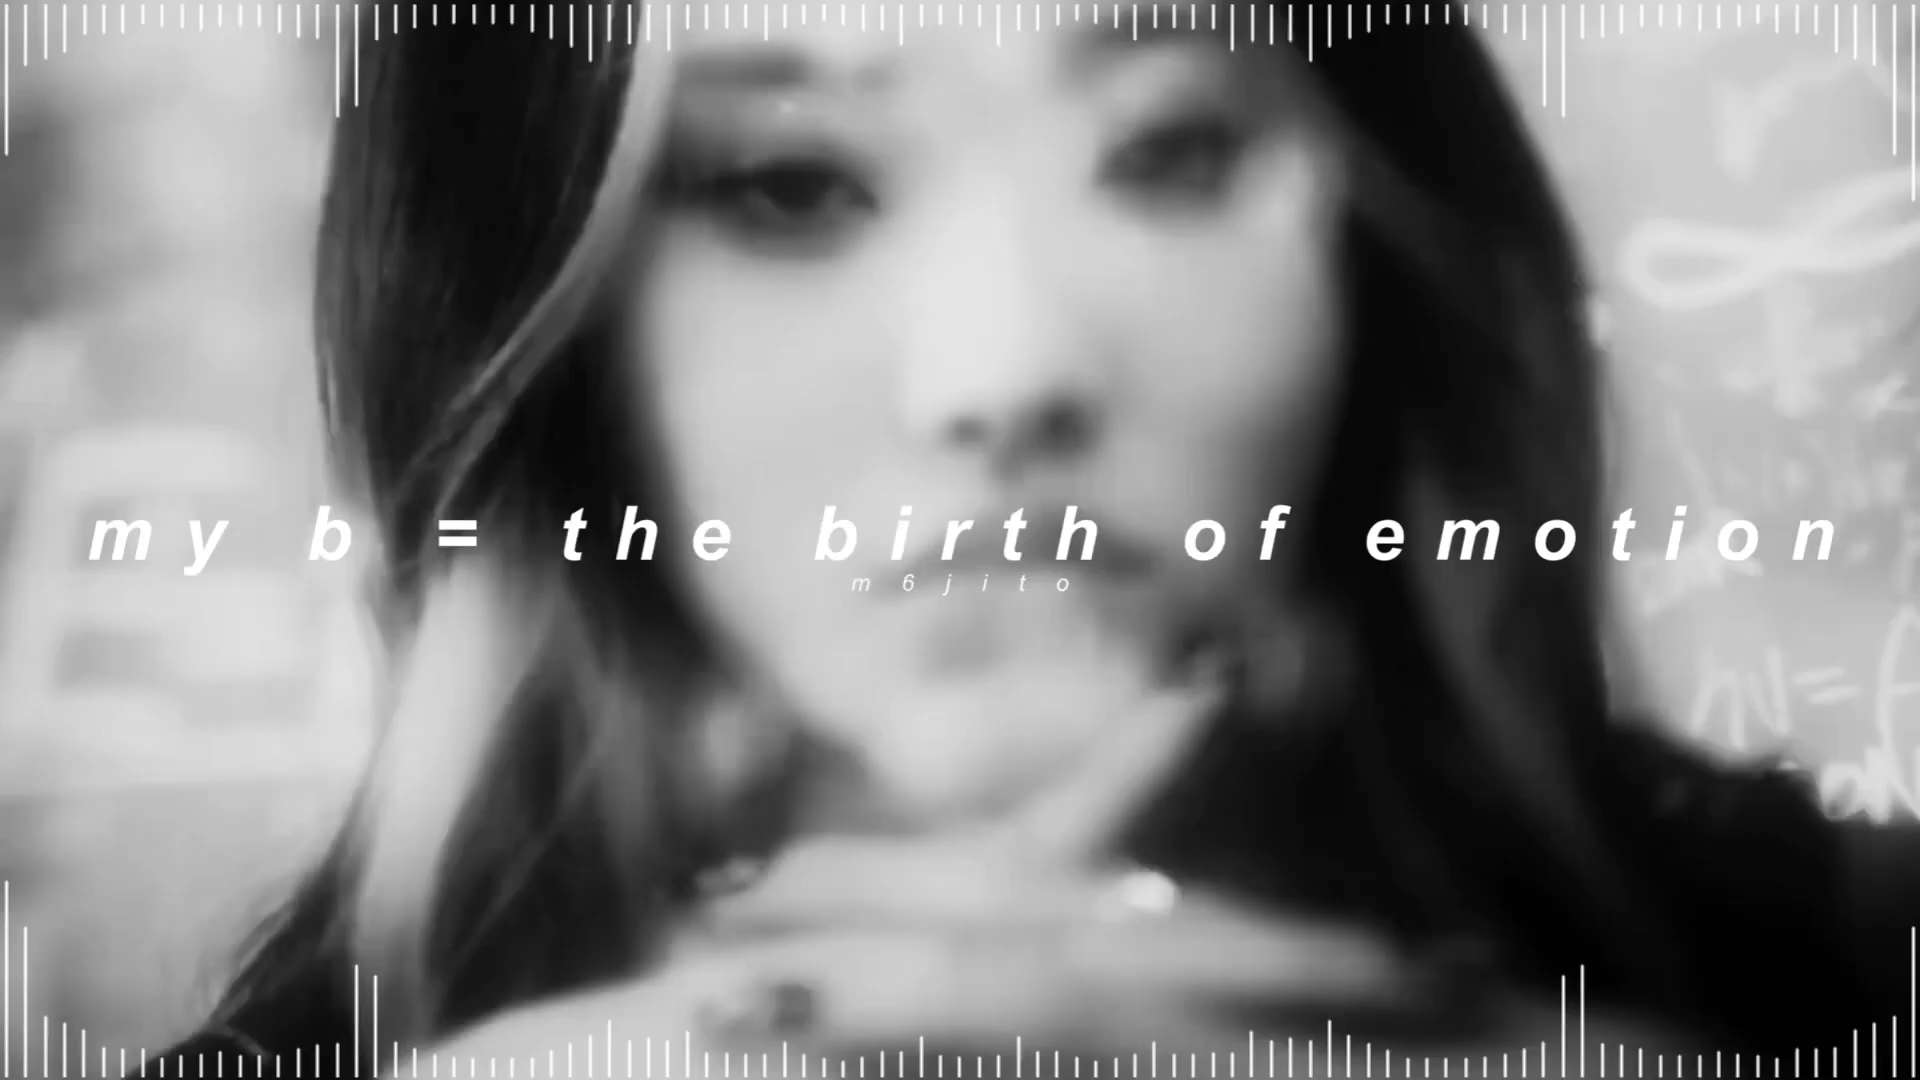 my b = the birth of emotion
m6jito